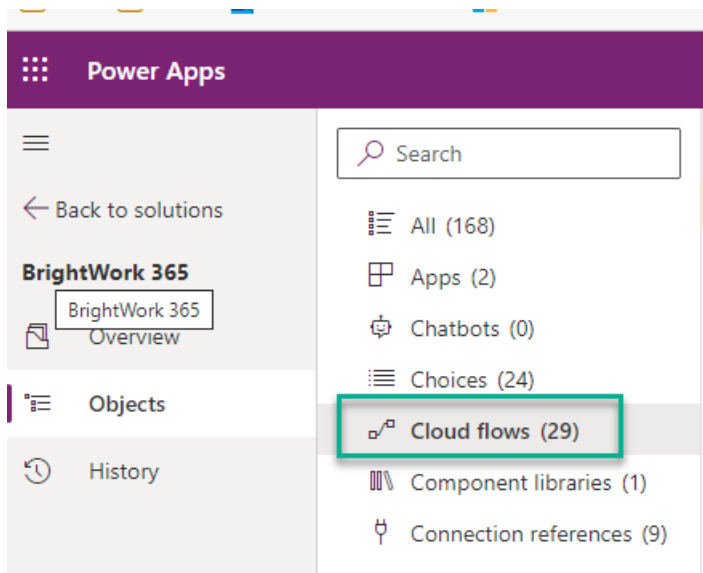 Power Apps
Search
Back to solutions
BrightWork 365
BrightWork 365
Overview
Objects
History
All (168)
Apps (2)
Chatbots (0)
Choices (24)
Cloud flows (29)
Component libraries (1)
Connection references (9)